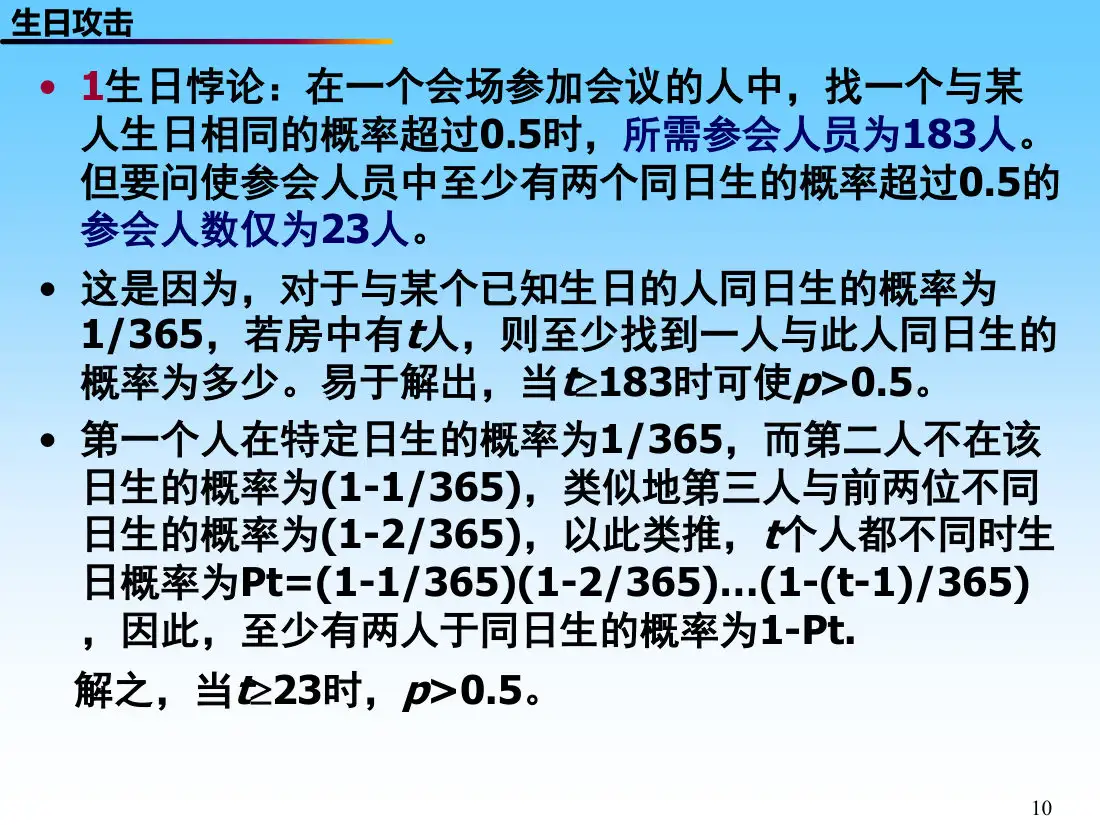 生日攻击
• 1生日悖论：在一个会场参加会议的人中，找一个与某
人生日相同的概率超过0.5时，所需参会人员为183人。
但要问使参会人员中至少有两个同日生的概率超过0.5的
参会人数仅为23人。
• 这是因为，对于与某个已知生日的人同日生的概率为
1/365，若房中有t人，则至少找到一人与此人同日生的
概率为多少。易于解出，当t≥183时可使p>0.5。
• 第一个人在特定日生的概率为1/365，而第二人不在该
日生的概率为(1-1/365)，类似地第三人与前两位不同
日生的概率为(1-2/365)，以此类推，t个人都不同时生
日概率为Pt=(1-1/365)(1-2/365)…(1-(t-1)/365)
，因此，至少有两人于同日生的概率为1-Pt.
解之，当t≥23时，p>0.5。
10